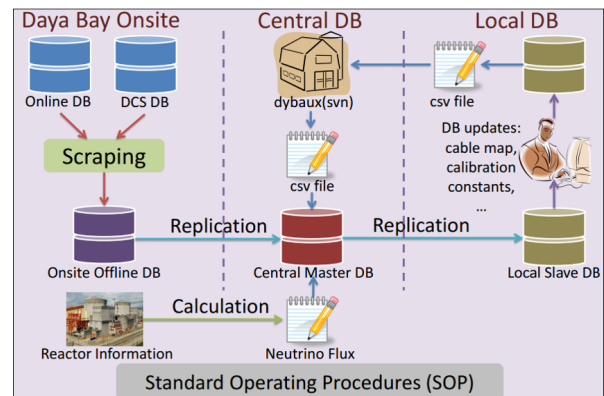 Daya Bay Onsite
Central DB
Local DB
Online DB
DCS DB
dybaux(svn)
csv file
DB updates:
cable map,
calibration
constants,
...
Scraping
csv file
Replication
Replication
Onsite Offline DB
Central Master DB
Local Slave DB
Calculation
Reactor Information
Neutrino Flux
Standard Operating Procedures (SOP)